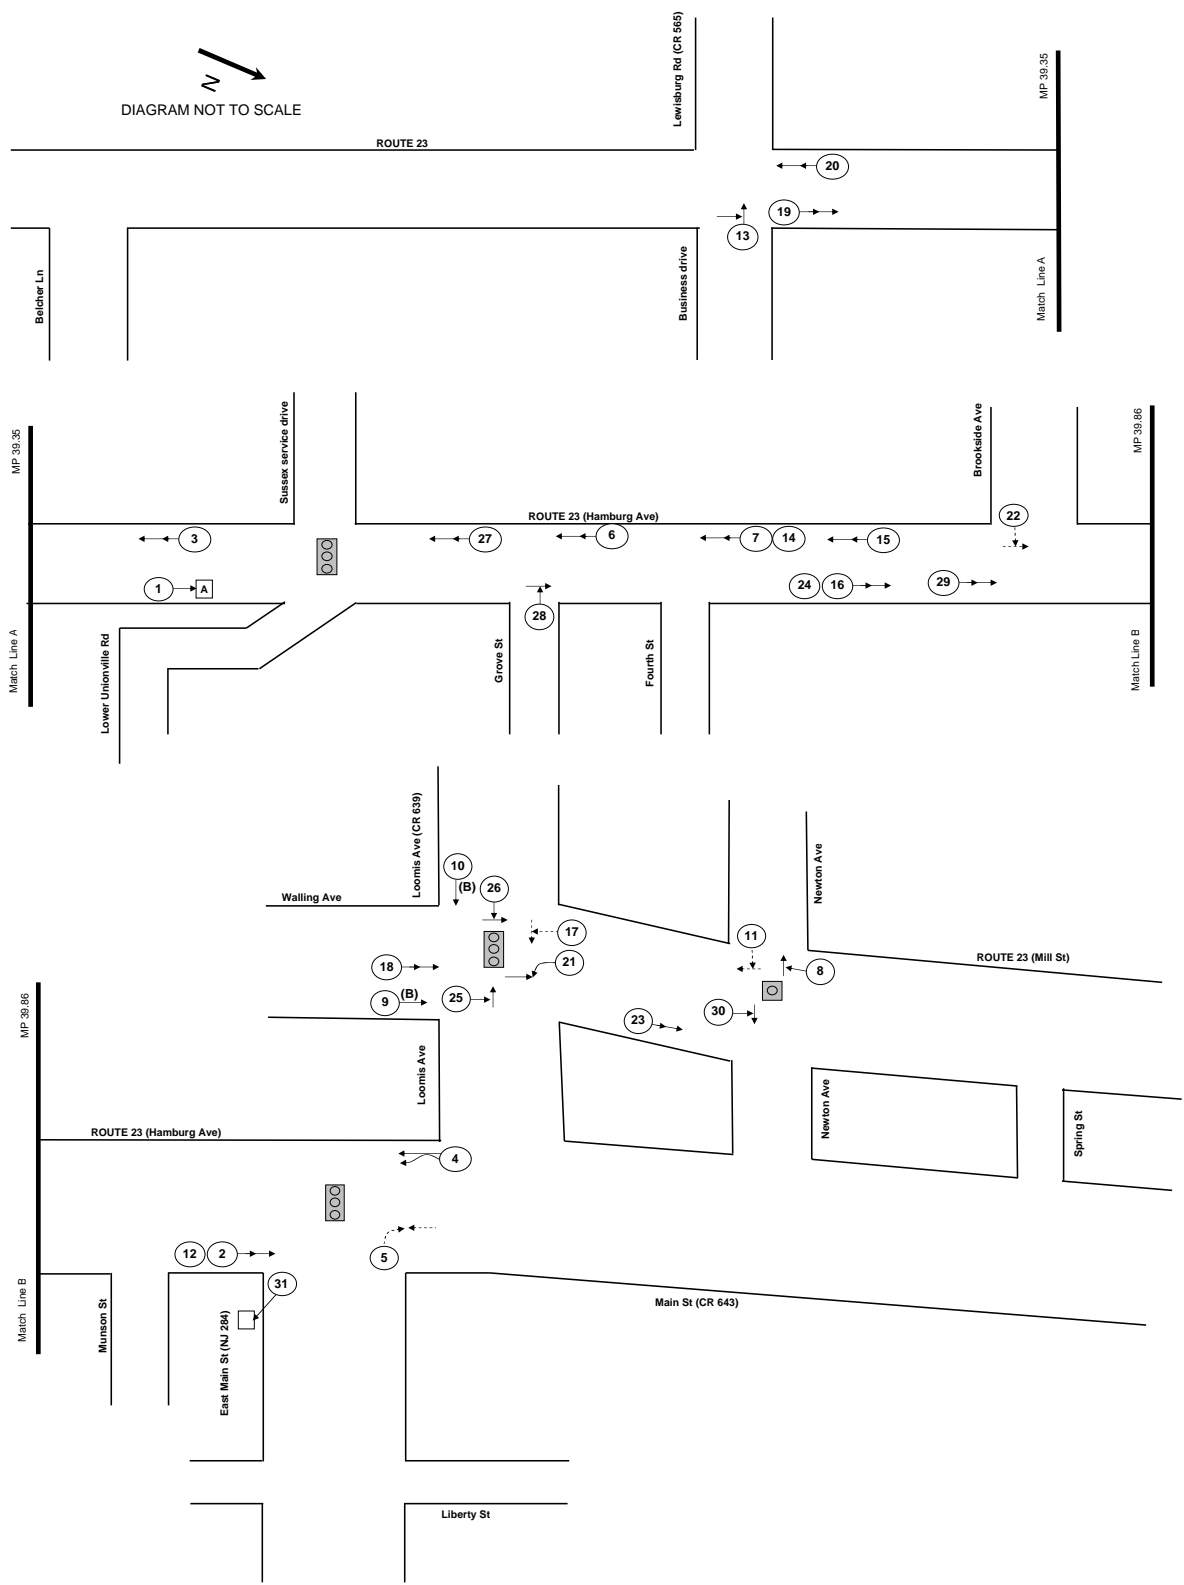 N
DIAGRAM NOT TO SCALE
Lewisburg Rd (CR 565)
MP 39.35
ROUTE 23
20
19
13
Belcher Ln
Business drive
Match Line A
MP 39.35
Sussex service drive
Brookside Ave
MP 39.86
ROUTE 23 (Hamburg Ave)
22
3
27
6
7
14
15
1
A
24
16
29
28
Match Line A
Lower Unionville Rd
Grove St
Fourth St
Match Line B
Loomis Ave (CR 639)
Newton Ave
10
(B)
26
Walling Ave
17
11
ROUTE 23 (Mill St)
18
21
8
9
(B)
25
23
30
MP 39.86
Loomis Ave
Newton Ave
Spring St
ROUTE 23 (Hamburg Ave)
4
12
2
5
31
Match Line B
Munson St
East Main St (NJ 284)
Main St (CR 643)
Liberty St